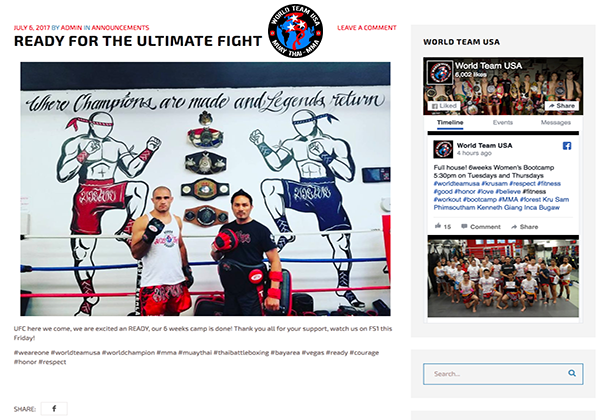 JULY 6, 2017 BY ADMIN IN ANNOUNCEMENTS
LEAVE A COMMENT
READY FOR THE ULTIMATE FIGHT
WORLD TEAM USA
MUAY THAI - MMA
Where Champions are made and Legends return
UFC here we come, we are excited an READY, our 6 weeks camp is done! Thank you all for your support, watch us on FS1 this
Friday!
#weareone #worldteamusa #worldchampion #mma #muaythai #thaibattleboxing #bayarea #vegas #ready #courage
#honor #respect
SHARE: f
WORLD TEAM USA
World Team USA
6,002 likes
Liked
Share
Timeline Events Messages
World Team USA
4 hours ago
Full house! 6weeks Women's Bootcamp
5:30pm on Tuesdays and Thursdays
#worldteamusa #krusam #respect #fitness
#good #honor #love #believe #fitness
#workout #bootcamp #MMA #forest Kru Sam
Phimsoutham Kenneth Giang Inca Bugaw
15 Comment Share
Search...